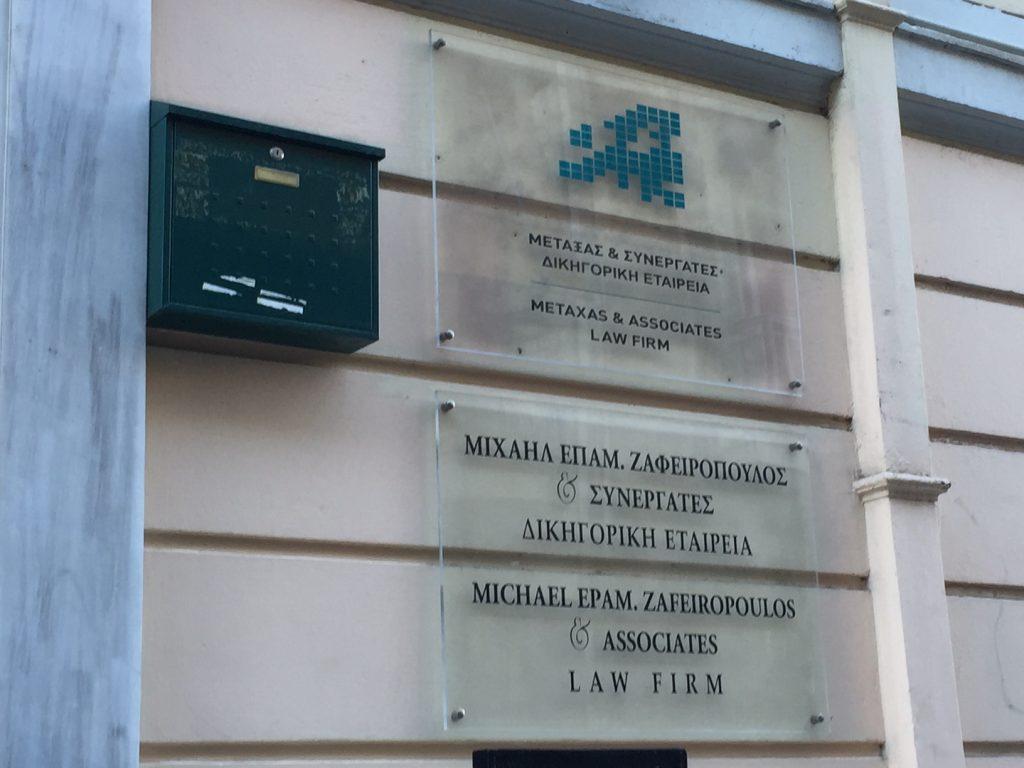 ΜΕΤΑΞΑΣ & ΣΥΝΕΡΓΑΤΕΣ·
ΔΙΚΗΓΟΡΙΚΗ ΕΤΑΙΡΕΙΑ
METAXAS & ASSOCIATES
LAW FIRM
ΜΙΧΑΗΛ ΕΠΑΜ. ΖΑΦΕΙΡΟΠΟΥΛΟΣ
& ΣΥΝΕΡΓΑΤΕΣ
ΔΙΚΗΓΟΡΙΚΗ ΕΤΑΙΡΕΙΑ
MICHAEL EPAM. ZAFEIROPOULOS
& ASSOCIATES
LAW FIRM